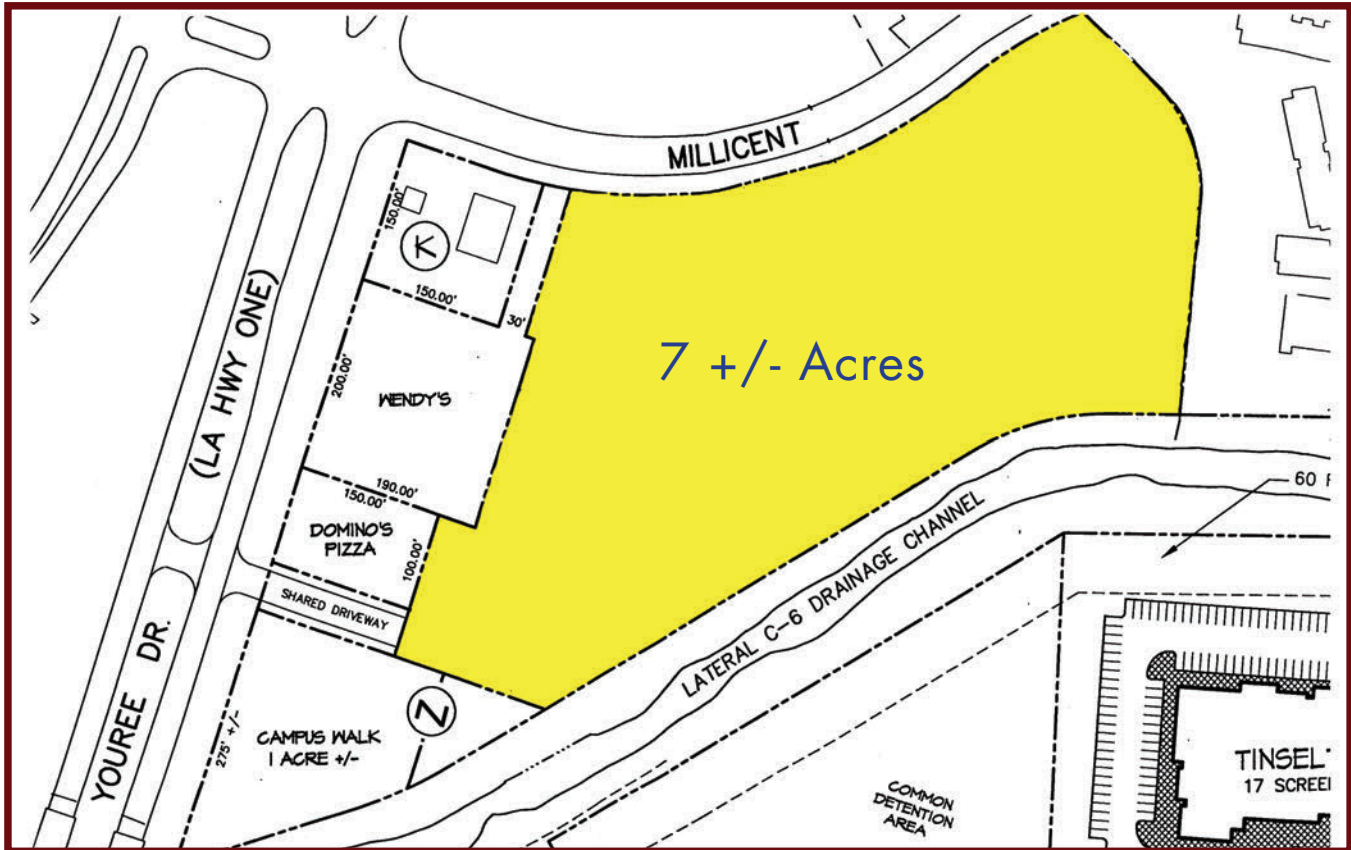 MILLICENT
150.00'
K
150.00'
30'
(LA HWY ONE)
200.00'
WENDY'S
7 +/- Acres
190.00'
150.00'
DOMINO'S
PIZZA
100.00'
SHARED DRIVEWAY
60
LATERAL C-6 DRAINAGE CHANNEL
YOUREE DR.
275' +/-
Z
CAMPUS WALK
1 ACRE +/-
COMMON
DETENTION
AREA
TINSEL
17 SCREE